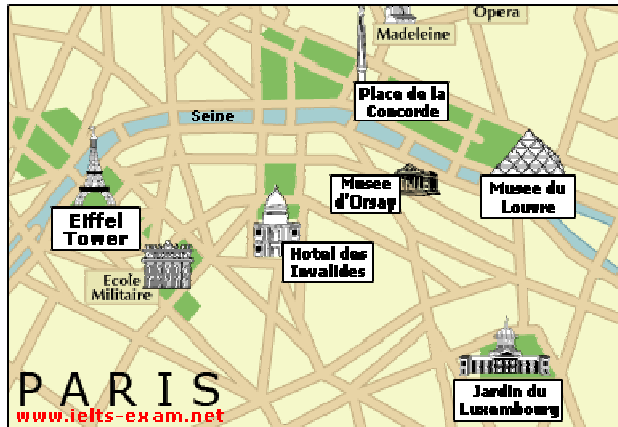 Opera
Madeleine
Place de la
Concorde
Seine
Musee
d'Orsay
Musee du
Louvre
Eiffel
Tower
Hotel des
Invalides
Ecole
Militaire
Jardin du
Luxembourg
PARIS
www.ielts-exam.net